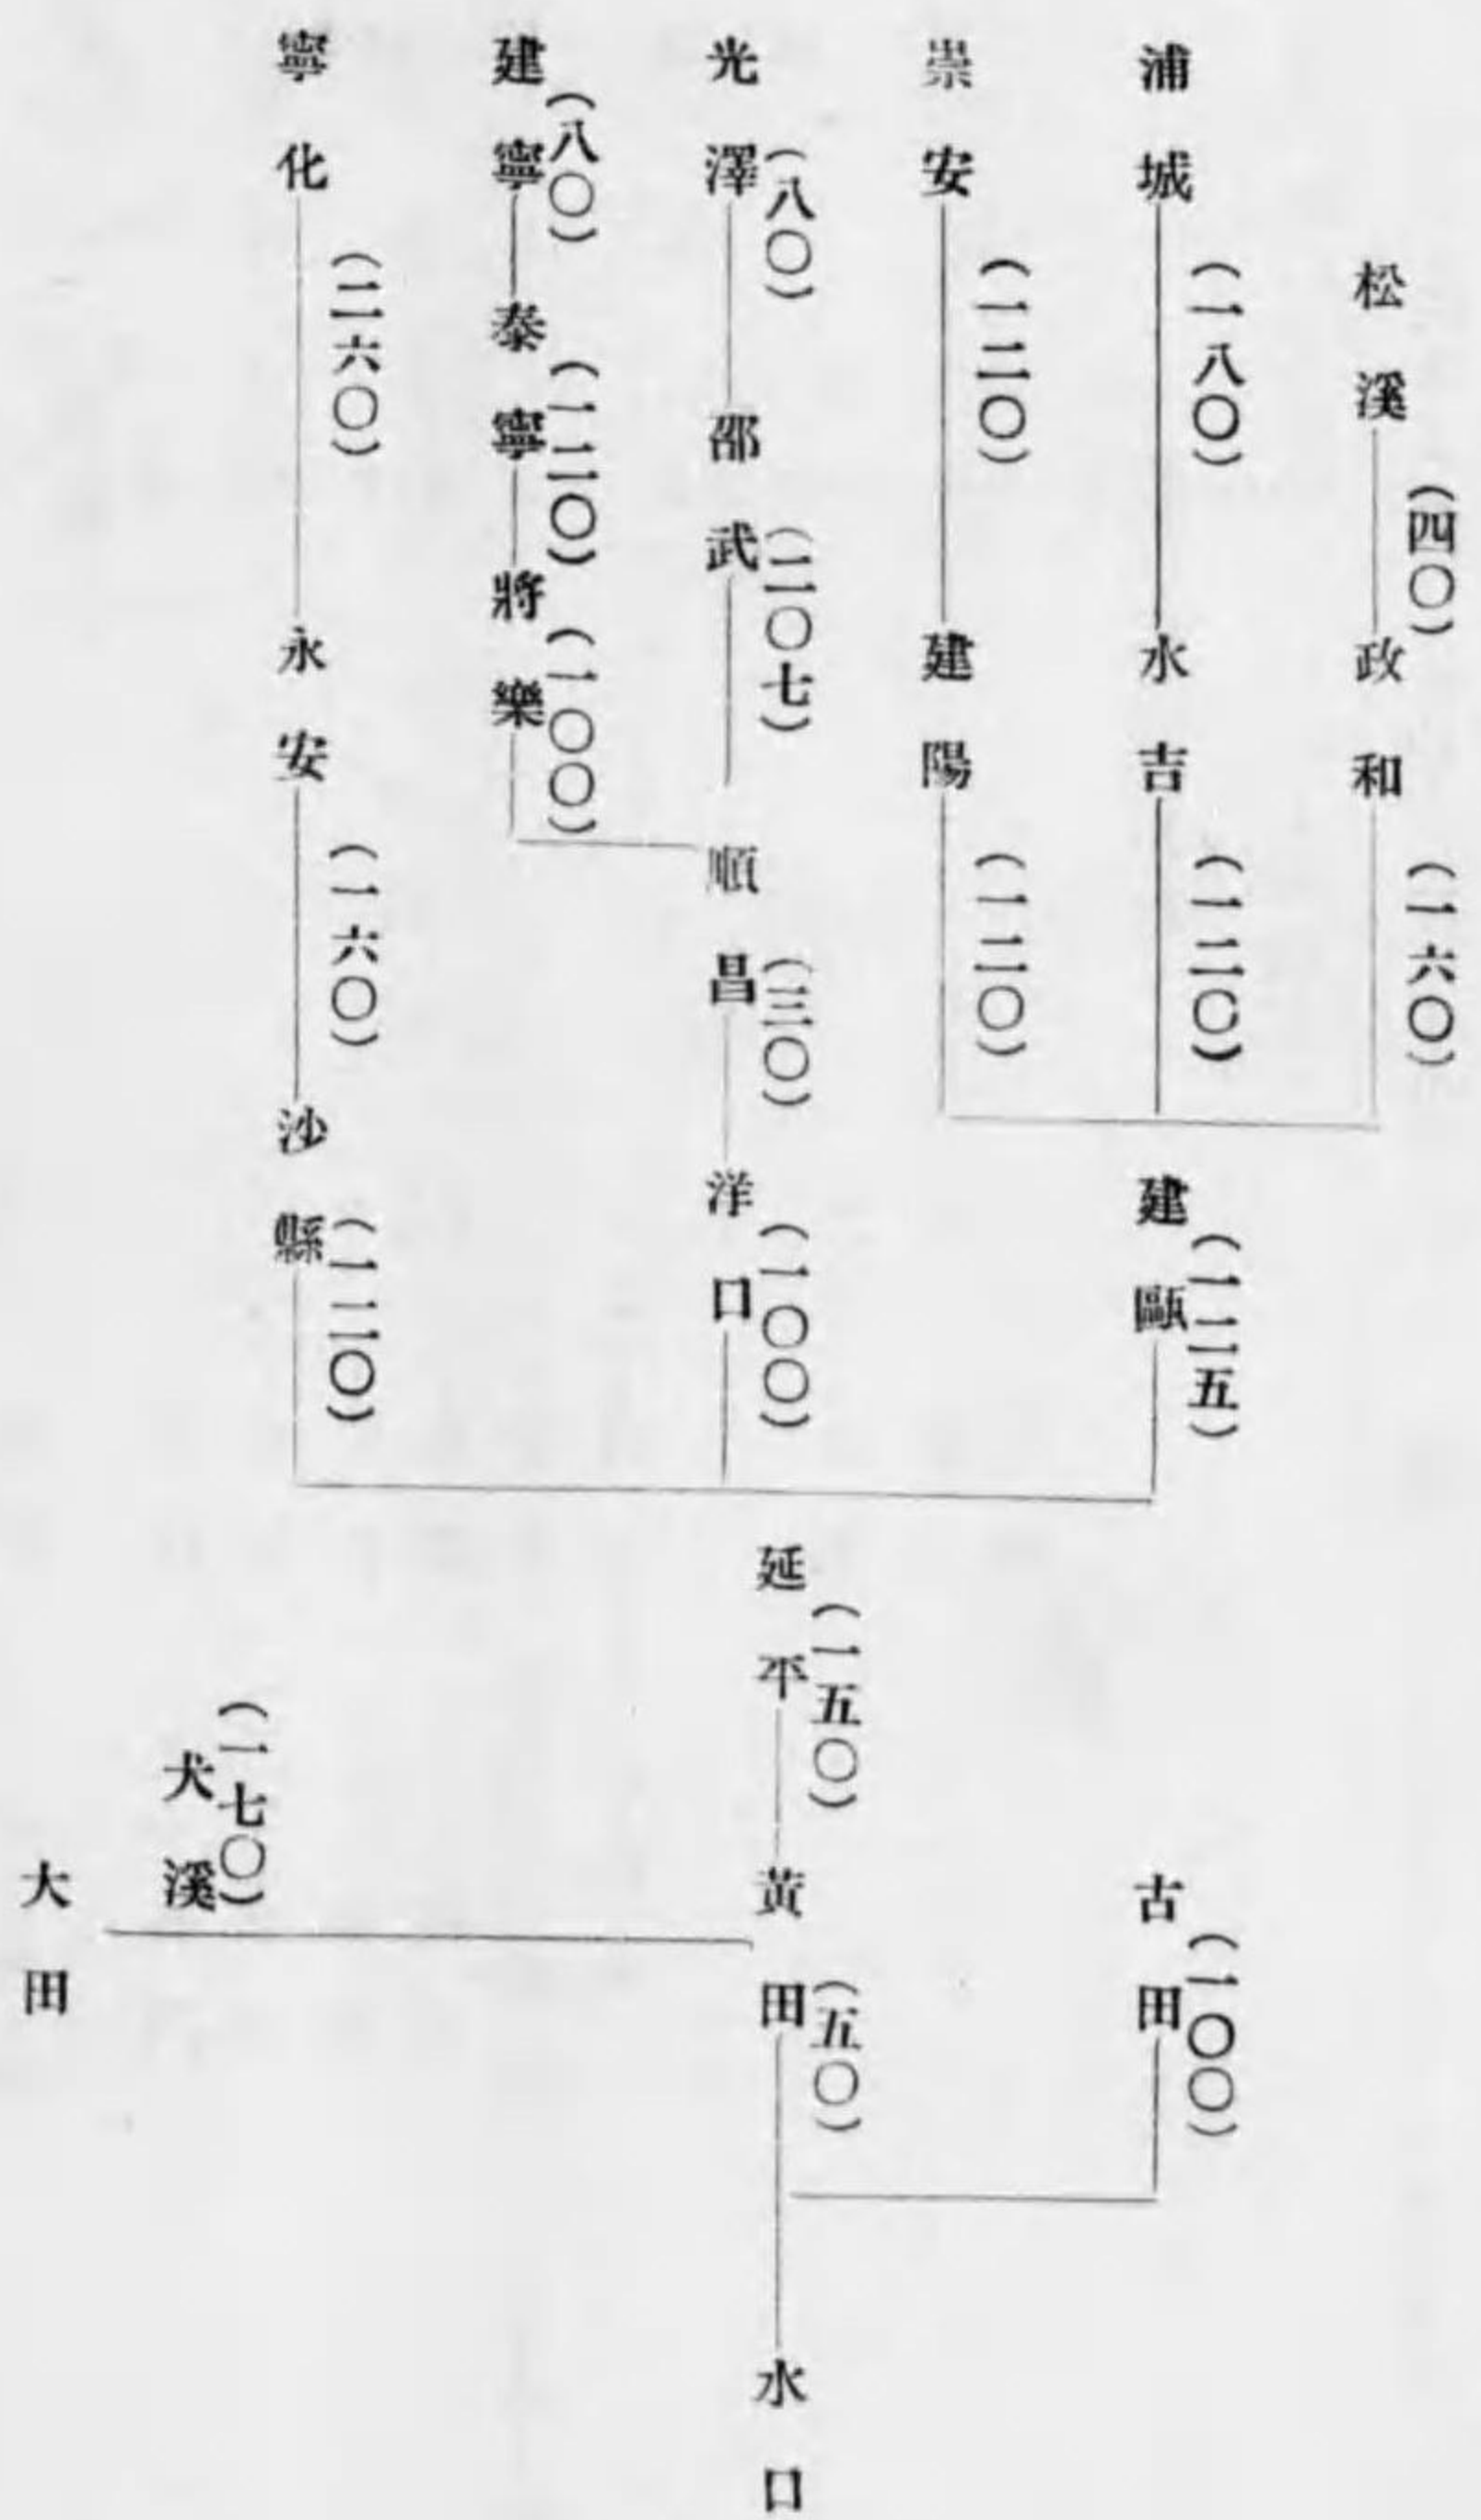 松溪(四〇)政和(一六〇)
浦城(一八〇)水吉(一二〇)
建甌(一二五)
古田(一〇〇)
崇安(一二〇)建陽(一二〇)
延平(一五〇)黃田(五〇)水口
光澤(八〇)邵武(二〇七)順昌(三〇)洋口(一〇〇)
建寧(八〇)泰寧(一二〇)將樂(一〇〇)
寧化(二六〇)永安(一六〇)沙縣(一二〇)
犬溪(一七〇)
大田